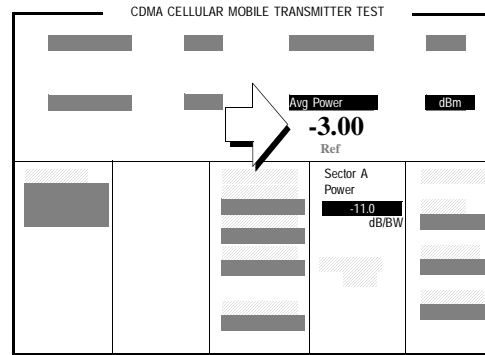 CDMA CELLULAR MOBILE TRANSMITTER TEST
Avg Power dBm
-3.00
Ref
Sector A
Power
-11.0
dB/BW